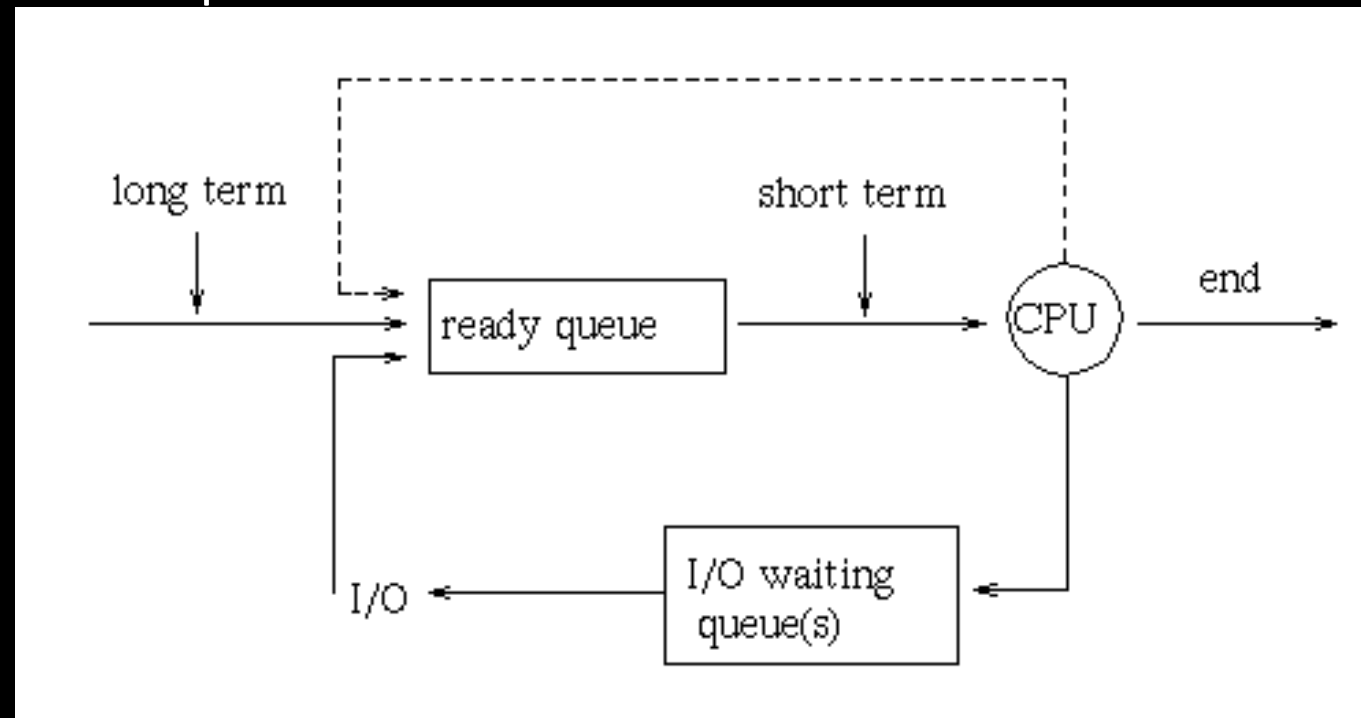 long term
short term
end
ready queue
CPU
I/O waiting
queue(s)
I/O